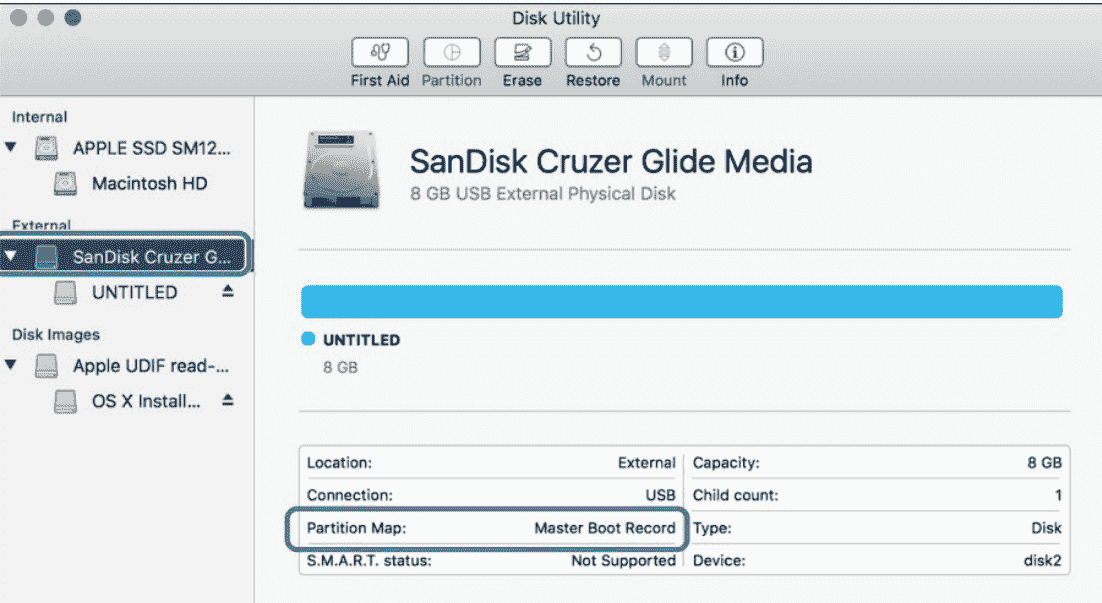 Disk Utility
First Aid Partition Erase Restore Mount Info
Internal
APPLE SSD SM12...
Macintosh HD
External
SanDisk Cruzer G...
UNTITLED
Disk Images
Apple UDIF read-...
OS X Install...
SanDisk Cruzer Glide Media
8 GB USB External Physical Disk
UNTITLED
8 GB
Location: External Capacity: 8 GB
Connection: USB Child count: 1
Partition Map: Master Boot Record Type: Disk
S.M.A.R.T. status: Not Supported Device: disk2